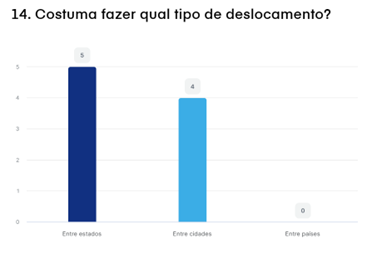 14. Costuma fazer qual tipo de deslocamento?
5
4
0
5
4
3
2
1
0
Entre estados
Entre cidades
Entre países